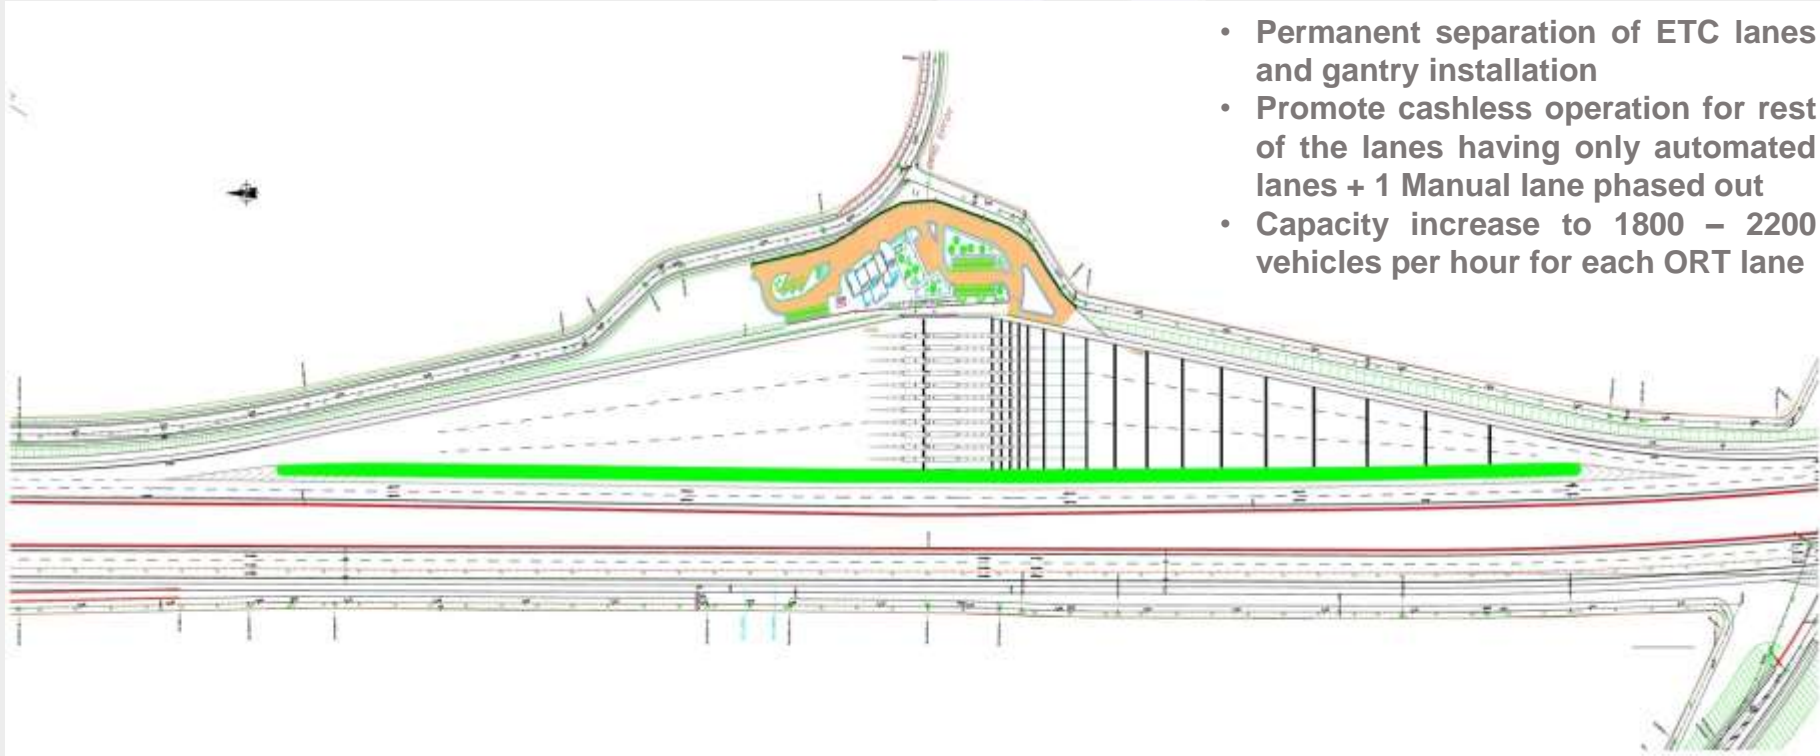 • Permanent separation of ETC lanes
and gantry installation
• Promote cashless operation for rest
of the lanes having only automated
lanes + 1 Manual lane phased out
• Capacity increase to 1800 – 2200
vehicles per hour for each ORT lane